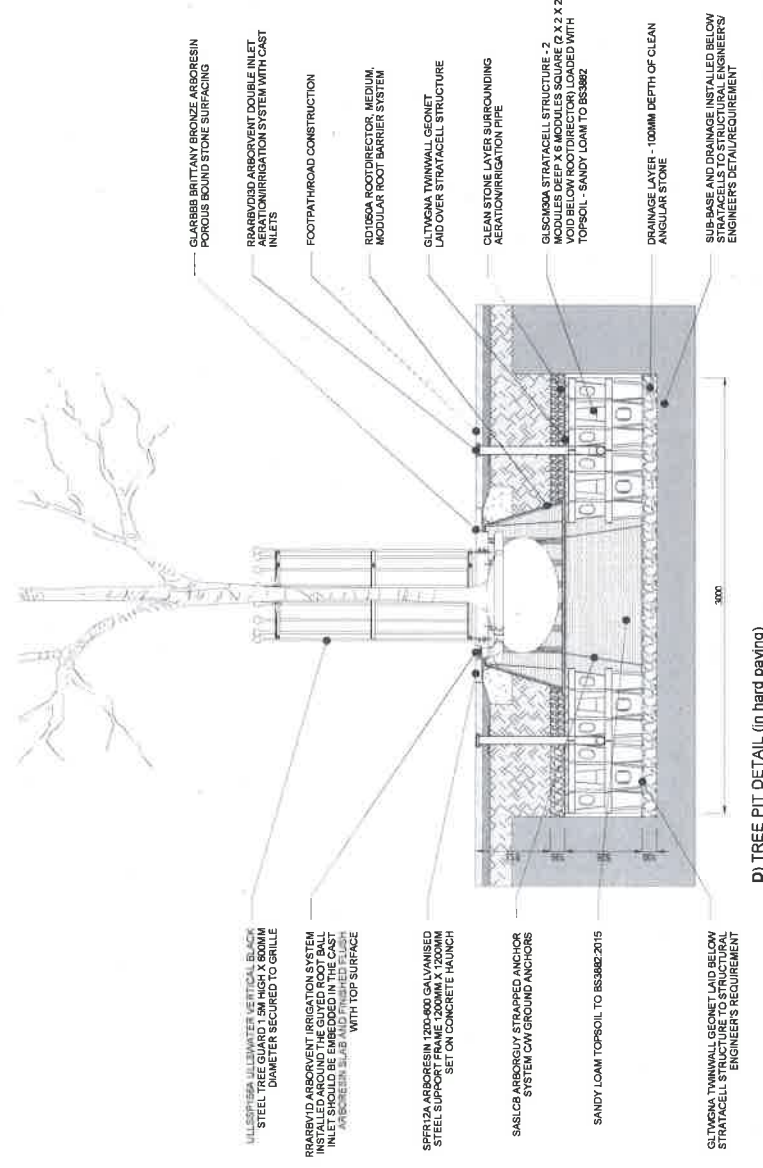 ULLSSP156A ULLSWATER VERTICAL BLACK
STEEL TREE GUARD 1.5M HIGH X 600MM
DIAMETER SECURED TO GRILLE
RRARBV1D ARBORVENT IRRIGATION SYSTEM
INSTALLED AROUND THE GUYED ROOT BALL
INLET SHOULD BE EMBEDDED IN THE CAST
ARBORESIN SLAB AND FINISHED FLUSH
WITH TOP SURFACE
SPFR12A ARBORESIN 1200-600 GALVANISED
STEEL SUPPORT FRAME 1200MM X 1200MM
SET ON CONCRETE HAUNCH
SASLCB ARBORGUY STRAPPED ANCHOR
SYSTEM C/W GROUND ANCHORS
SANDY LOAM TOPSOIL TO BS3882:2015
GLTWGNA TWINWALL GEONET LAID BELOW
STRATACELL STRUCTURE TO STRUCTURAL
ENGINEER'S REQUIREMENT
GLARBBB BRITTANY BRONZE ARBORESIN
POROUS BOUND STONE SURFACING
RRARBVDI3D ARBORVENT DOUBLE INLET
AERATION/IRRIGATION SYSTEM WITH CAST
INLETS
FOOTPATH/ROAD CONSTRUCTION
RD1050A ROOTDIRECTOR, MEDIUM,
MODULAR ROOT BARRIER SYSTEM
GLTWGNA TWINWALL GEONET
LAID OVER STRATACELL STRUCTURE
CLEAN STONE LAYER SURROUNDING
AERATION/IRRIGATION PIPE
GLSCM30A STRATACELL STRUCTURE - 2
MODULES DEEP X 6 MODULES SQUARE (2 X 2 X 2
VOID BELOW ROOTDIRECTOR) LOADED WITH
TOPSOIL - SANDY LOAM TO BS3882
DRAINAGE LAYER - 100MM DEPTH OF CLEAN
ANGULAR STONE
SUB-BASE AND DRAINAGE INSTALLED BELOW
STRATACELLS TO STRUCTURAL ENGINEER'S/
ENGINEER'S DETAIL/REQUIREMENT
3000
D) TREE PIT DETAIL (in hard paving)